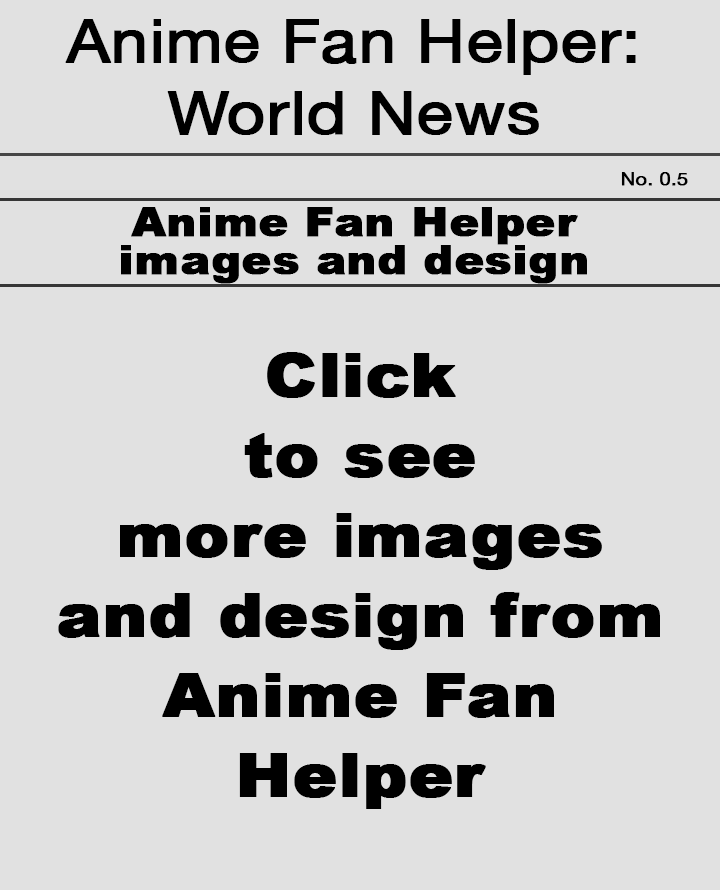 Anime Fan Helper:
World News
No. 0.5
Anime Fan Helper
images and design
Click
to see
more images
and design from
Anime Fan
Helper